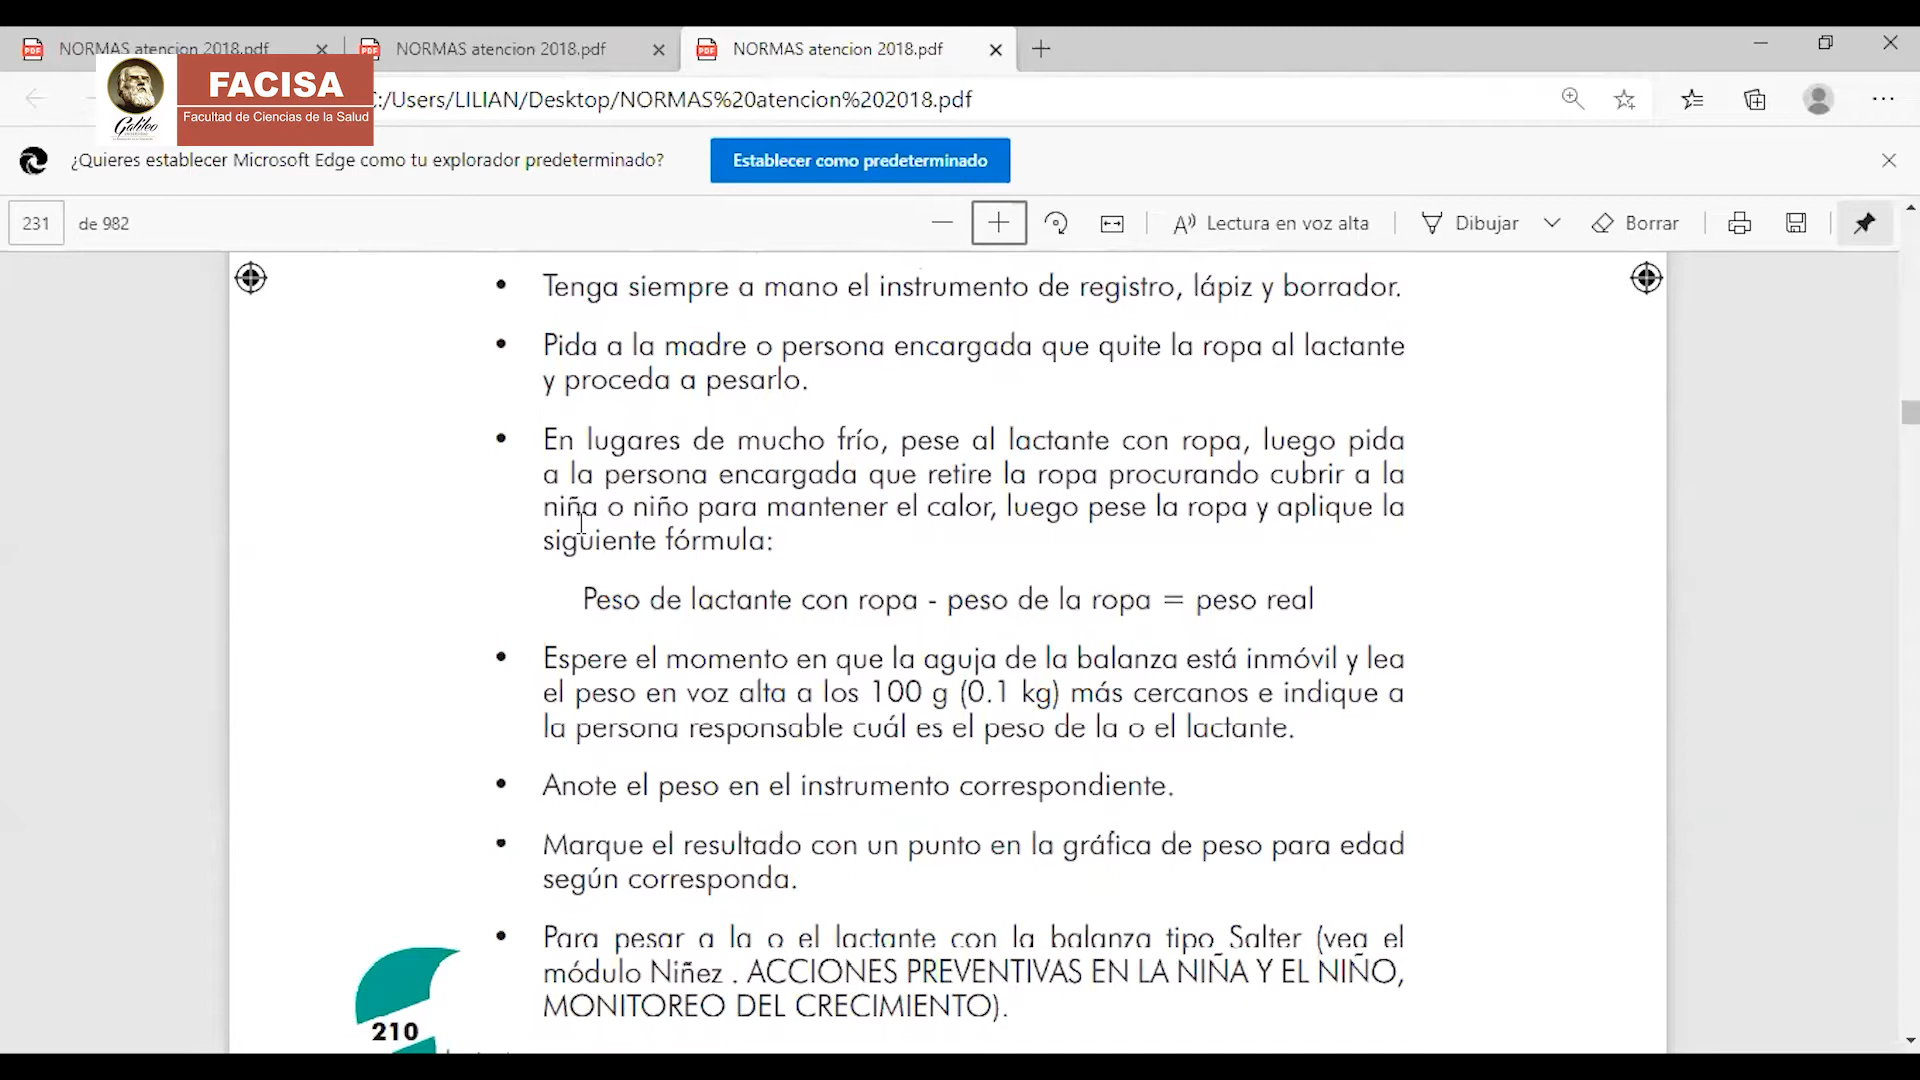 NORMAS atencion 2018.pdf
NORMAS atencion 2018.pdf
NORMAS atencion 2018.pdf
FACISA
Facultad de Ciencias de la Salud
Galileo
C:/Users/LILIAN/Desktop/NORMAS%20atencion%202018.pdf
¿Quieres establecer Microsoft Edge como tu explorador predeterminado?
Establecer como predeterminado
231 de 982
Lectura en voz alta
Dibujar
Borrar
• Tenga siempre a mano el instrumento de registro, lápiz y borrador.
• Pida a la madre o persona encargada que quite la ropa al lactante
y proceda a pesarlo.
• En lugares de mucho frío, pese al lactante con ropa, luego pida
a la persona encargada que retire la ropa procurando cubrir a la
niña o niño para mantener el calor, luego pese la ropa y aplique la
siguiente fórmula:
Peso de lactante con ropa - peso de la ropa = peso real
• Espere el momento en que la aguja de la balanza está inmóvil y lea
el peso en voz alta a los 100 g (0.1 kg) más cercanos e indique a
la persona responsable cuál es el peso de la o el lactante.
• Anote el peso en el instrumento correspondiente.
• Marque el resultado con un punto en la gráfica de peso para edad
según corresponda.
• Para pesar a la o el lactante con la balanza tipo Salter (vea el
módulo Niñez . ACCIONES PREVENTIVAS EN LA NIÑA Y EL NIÑO,
MONITOREO DEL CRECIMIENTO).
210